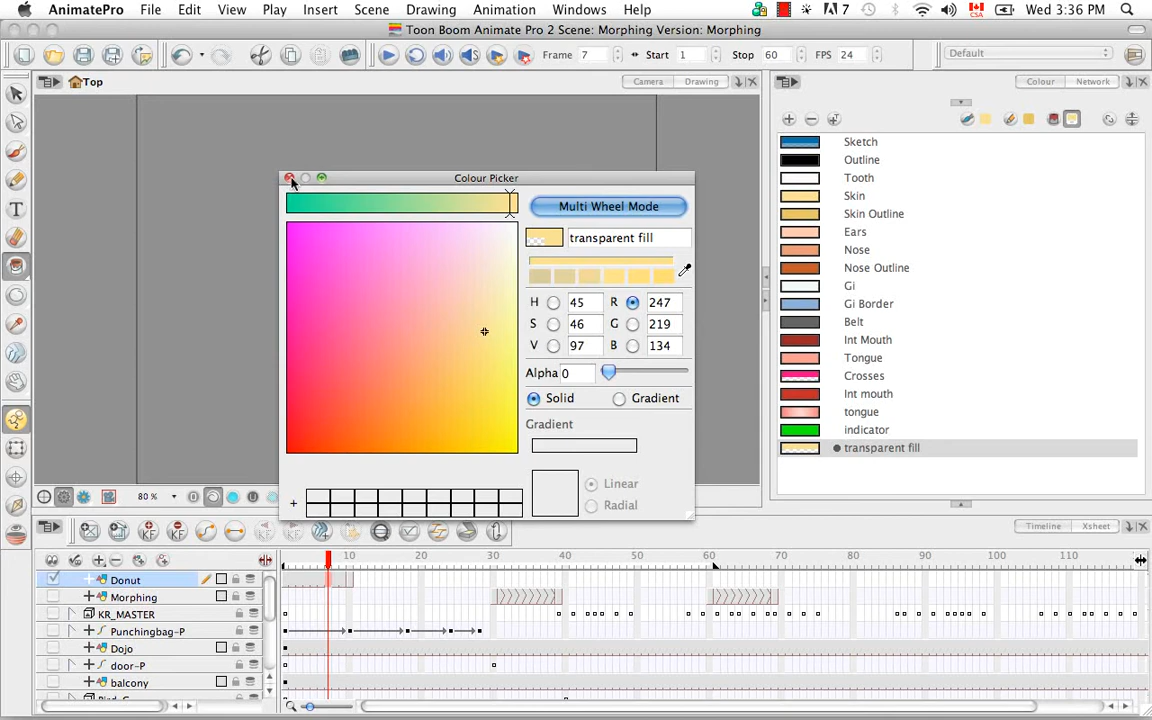 AnimatePro File Edit View Play Insert Scene Drawing Animation Windows Help 7 CSA Wed 3:36 PM
Toon Boom Animate Pro 2 Scene: Morphing Version: Morphing
Frame 7 Start 1 Stop 60 FPS 24 Default
Top Camera Drawing Colour Network
Sketch
Outline
Tooth
Skin
Skin Outline
Ears
Nose
Nose Outline
Gi
Gi Border
Belt
Int Mouth
Tongue
Crosses
Int mouth
tongue
indicator
transparent fill
Colour Picker
Multi Wheel Mode
transparent fill
H 45 R 247
S 46 G 219
V 97 B 134
Alpha 0
Solid Gradient
Gradient
Linear
Radial
80 %
Timeline Xsheet
10 20 30 40 50 60 70 80 90 100 110
Donut
Morphing
KR_MASTER
Punchingbag-P
Dojo
door-P
balcony